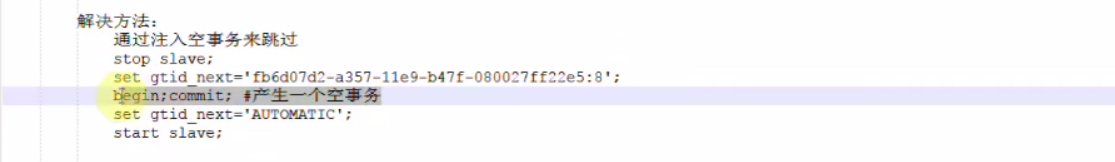 解决方法：
通过注入空事务来跳过
stop slave;
set gtid_next='fb6d07d2-a357-11e9-b47f-080027ff22e5:8';
begin;commit; #产生一个空事务
set gtid_next='AUTOMATIC';
start slave;